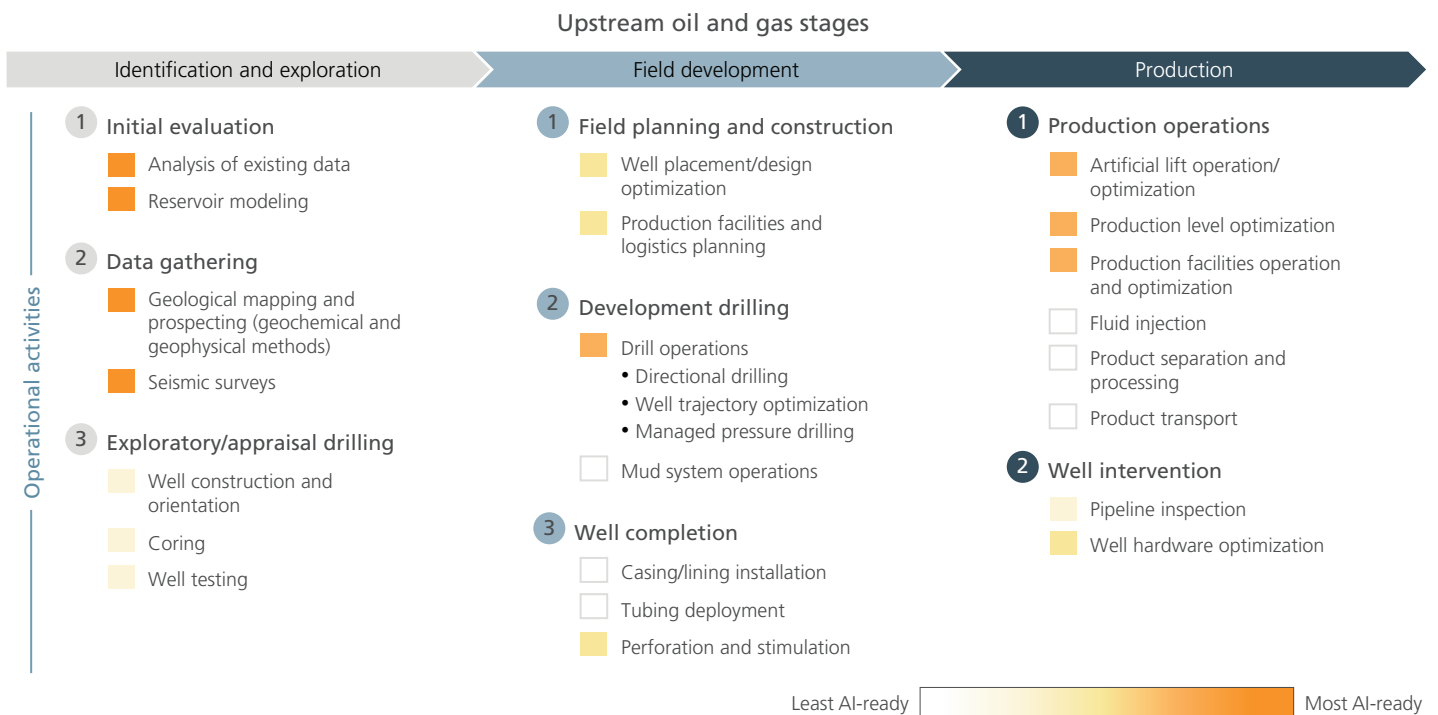 Upstream oil and gas stages
Identification and exploration
Field development
Production
Operational activities
1 Initial evaluation
Analysis of existing data
Reservoir modeling
2 Data gathering
Geological mapping and
prospecting (geochemical and
geophysical methods)
Seismic surveys
3 Exploratory/appraisal drilling
Well construction and
orientation
Coring
Well testing
1 Field planning and construction
Well placement/design
optimization
Production facilities and
logistics planning
2 Development drilling
Drill operations
• Directional drilling
• Well trajectory optimization
• Managed pressure drilling
Mud system operations
3 Well completion
Casing/lining installation
Tubing deployment
Perforation and stimulation
1 Production operations
Artificial lift operation/
optimization
Production level optimization
Production facilities operation
and optimization
Fluid injection
Product separation and
processing
Product transport
2 Well intervention
Pipeline inspection
Well hardware optimization
Least AI-ready
Most AI-ready